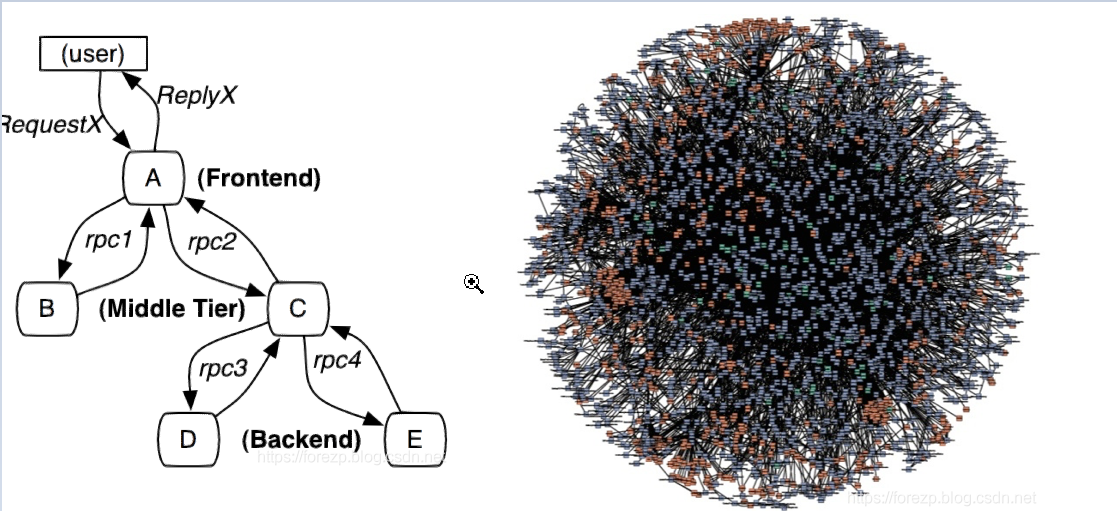 (user)
ReplyX
RequestX
A
(Frontend)
rpc1
rpc2
B
(Middle Tier)
C
rpc3
rpc4
D
(Backend)
E
https://forezp.blog.csdn.net
https://forezp.blog.csdn.net